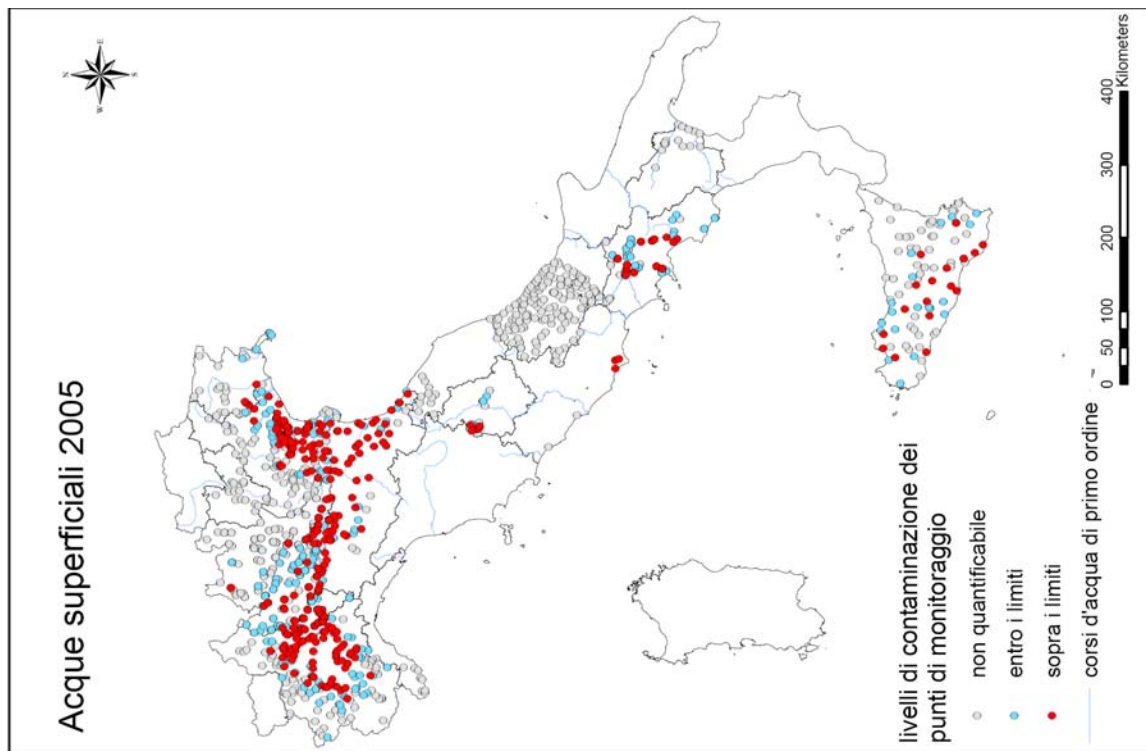 Acque superficiali 2005
N
W
E
S
livelli di contaminazione dei
punti di monitoraggio
non quantificabile
entro i limiti
sopra i limiti
corsi d'acqua di primo ordine
0 50 100 200 300 400
Kilometers